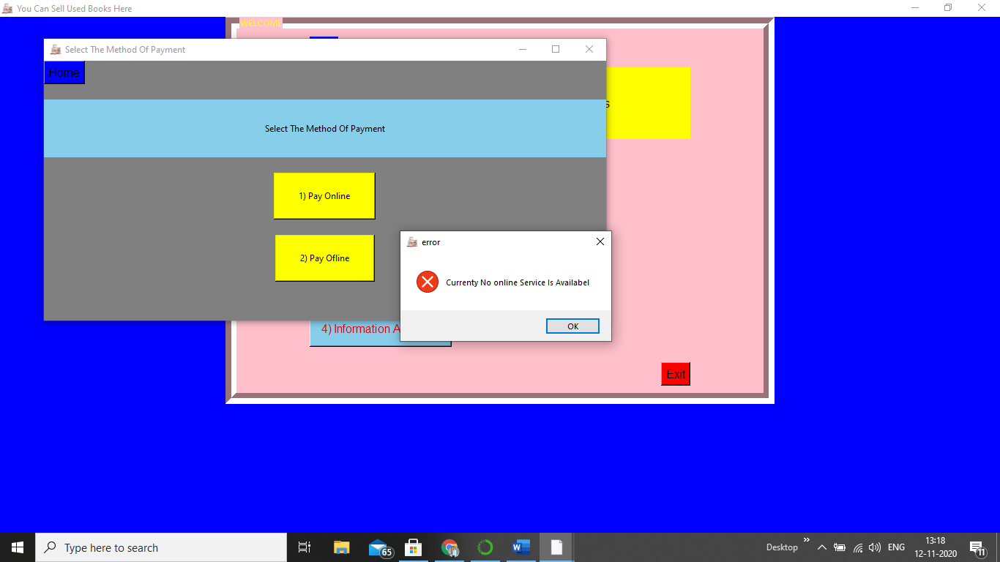 You Can Sell Used Books Here
WELCOME
Select The Method Of Payment
Home
s
Select The Method Of Payment
1) Pay Online
2) Pay Ofline
error
Currenty No online Service Is Availabel
OK
4) Information A
Exit
Type here to search
65
W
Desktop
»
ENG
13:18
12-11-2020
11